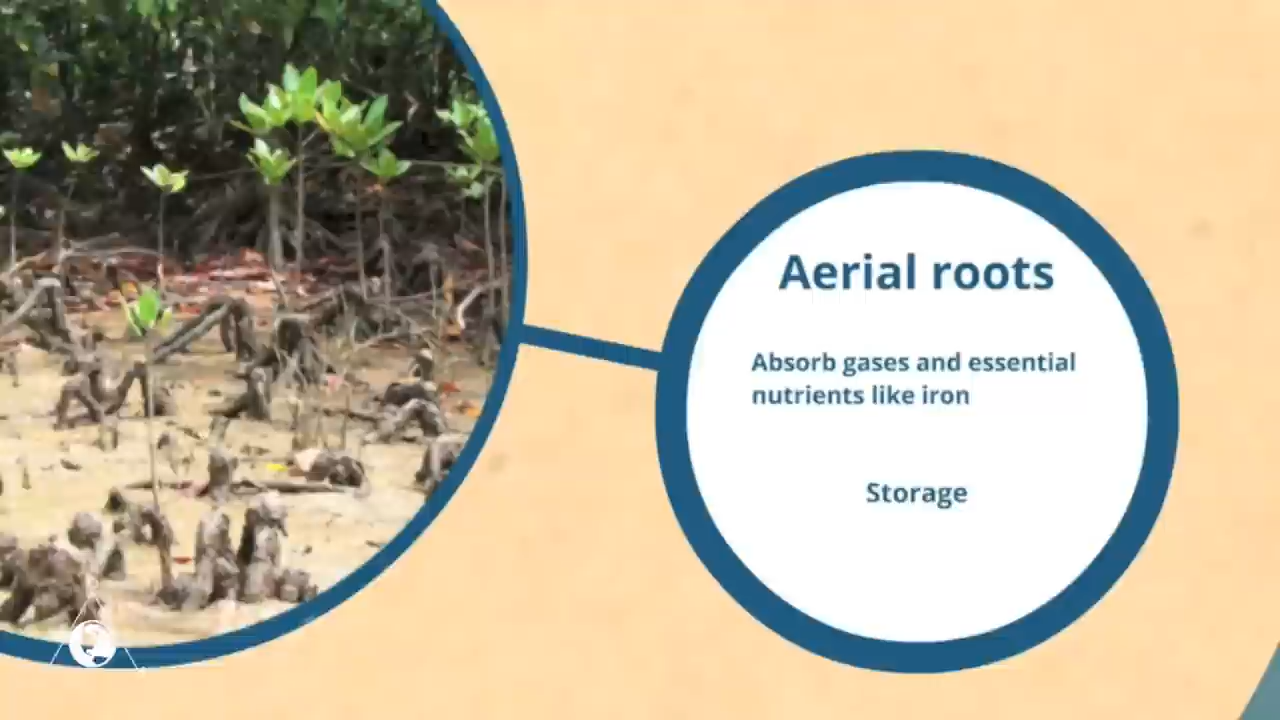 Aerial roots
Absorb gases and essential
nutrients like iron
Storage